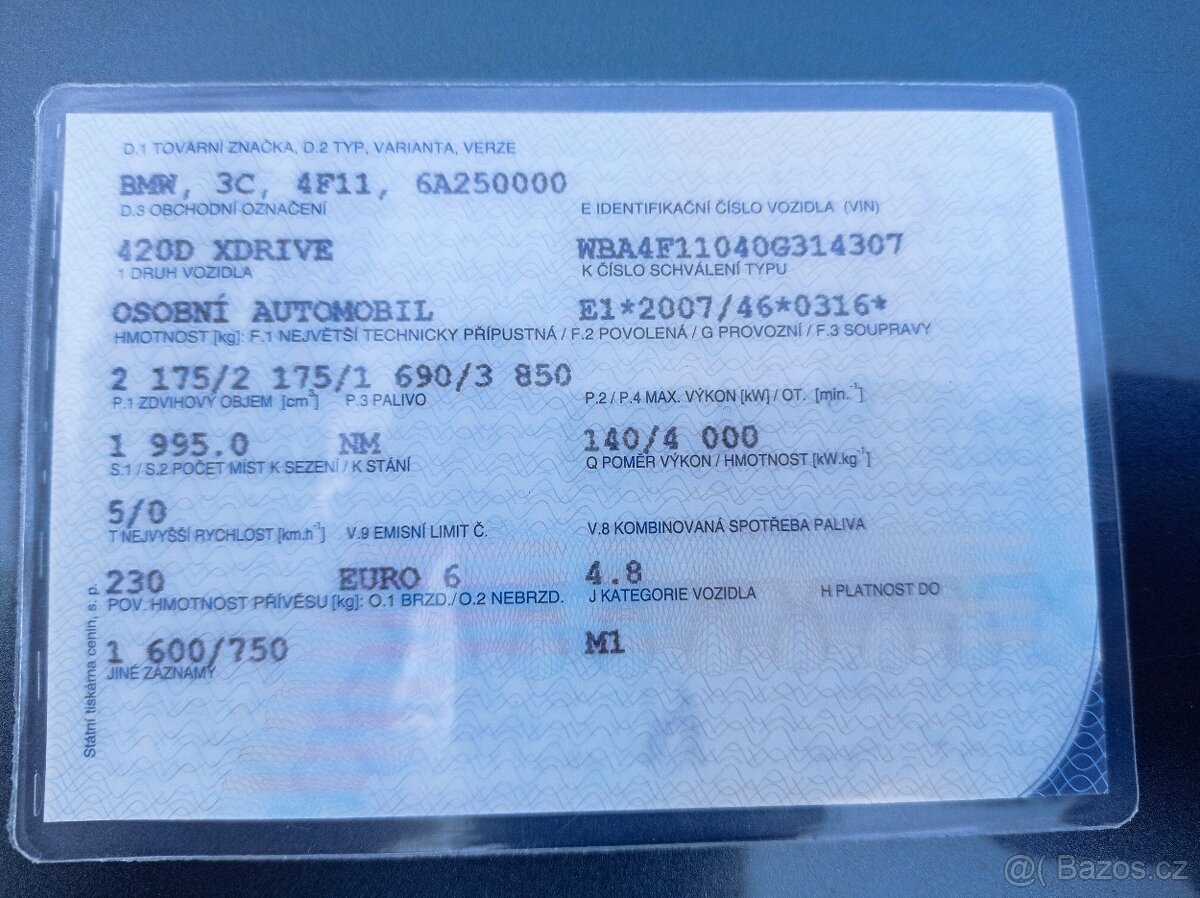 D.1 TOVÁRNÍ ZNAČKA, D.2 TYP, VARIANTA, VERZE
BMW, 3C, 4F11, 6A250000
D.3 OBCHODNÍ OZNAČENÍ E IDENTIFIKAČNÍ ČÍSLO VOZIDLA (VIN)
420D XDRIVE WBA4F11040G314307
1 DRUH VOZIDLA K ČÍSLO SCHVÁLENÍ TYPU
OSOBNÍ AUTOMOBIL E1*2007/46*0316*
HMOTNOST [kg]: F.1 NEJVĚTŠÍ TECHNICKY PŘÍPUSTNÁ / F.2 POVOLENÁ / G PROVOZNÍ / F.3 SOUPRAVY
2 175/2 175/1 690/3 850
P.1 ZDVIHOVÝ OBJEM [cm³] P.3 PALIVO P.2 / P.4 MAX. VÝKON [kW] / OT. [min.⁻¹]
1 995.0 NM 140/4 000
S.1 / S.2 POČET MÍST K SEZENÍ / K STÁNÍ Q POMĚR VÝKON / HMOTNOST [kW.kg⁻¹]
5/0
T NEJVYŠŠÍ RYCHLOST [km.h⁻¹] V.9 EMISNÍ LIMIT Č. V.8 KOMBINOVANÁ SPOTŘEBA PALIVA
230 EURO 6 4.8
POV. HMOTNOST PŘÍVĚSU [kg]: O.1 BRZD./O.2 NEBRZD. J KATEGORIE VOZIDLA H PLATNOST DO
1 600/750 M1
JINÉ ZÁZNAMY
Státní tiskárna cenin, s. p.
@( Bazos.cz